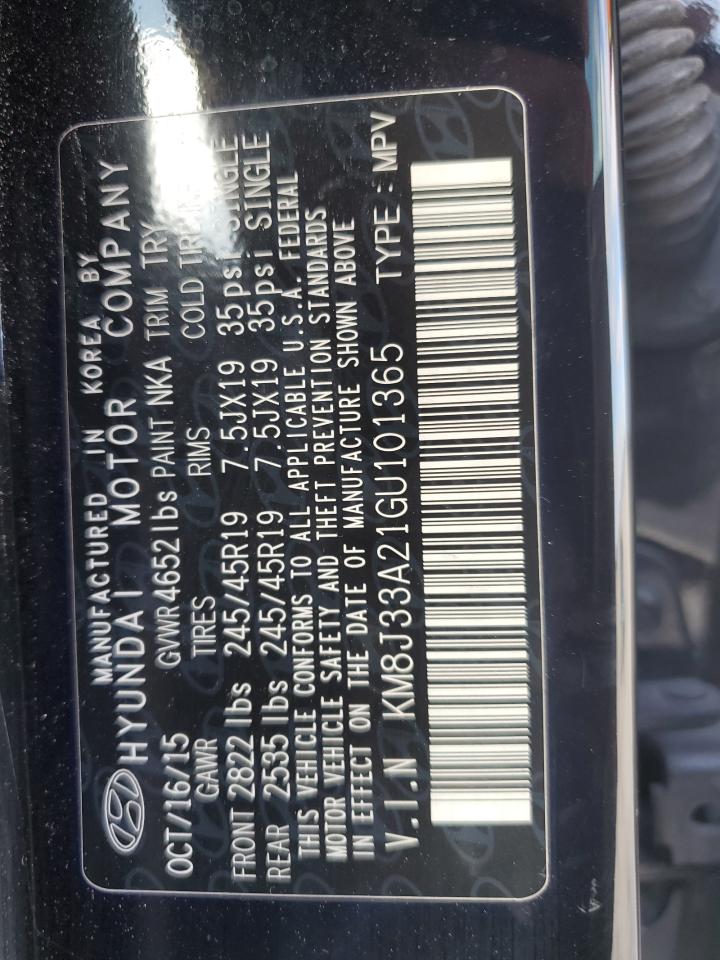 MANUFACTURED IN KOREA BY
HYUNDAI MOTOR COMPANY
OCT/16/15 GVWR 4652 lbs PAINT NKA TRIM TRY
GAWR TIRES RIMS COLD TIRE
FRONT 2822 lbs 245/45R19 7.5JX19 35psi SINGLE
REAR 2535 lbs 245/45R19 7.5JX19 35psi SINGLE
THIS VEHICLE CONFORMS TO ALL APPLICABLE U.S.A. FEDERAL
MOTOR VEHICLE SAFETY AND THEFT PREVENTION STANDARDS
IN EFFECT ON THE DATE OF MANUFACTURE SHOWN ABOVE
V.I.N KM8J33A21GU101365 TYPE : MPV